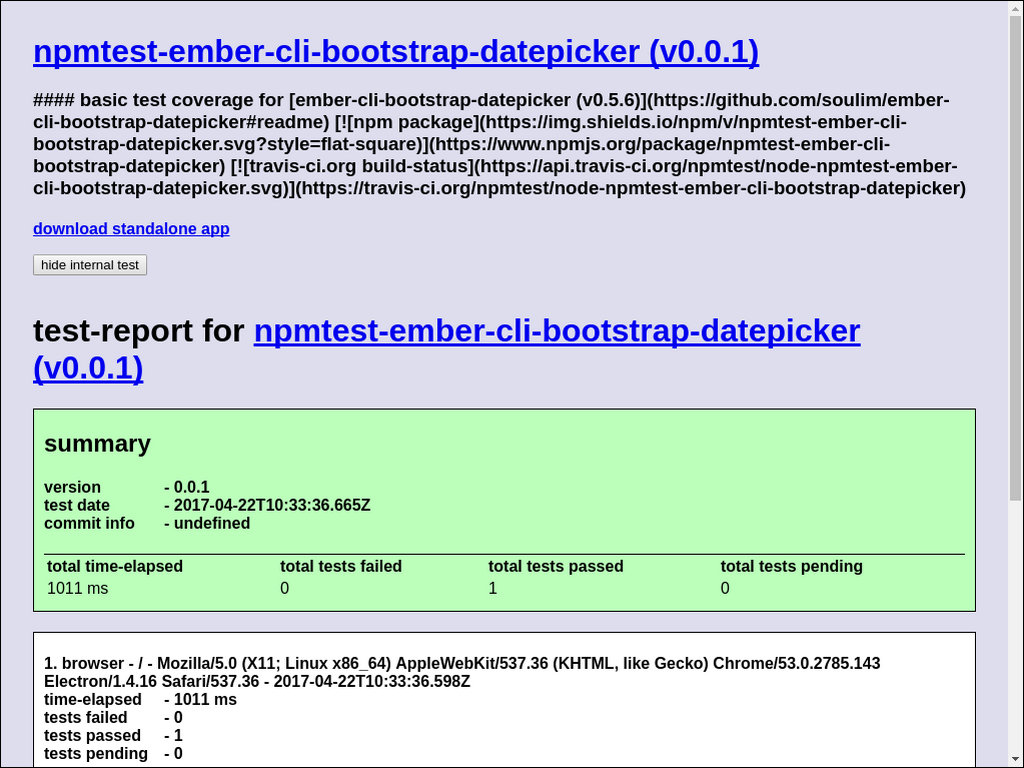 npmtest-ember-cli-bootstrap-datepicker (v0.0.1)
#### basic test coverage for [ember-cli-bootstrap-datepicker (v0.5.6)](https://github.com/soulim/ember-
cli-bootstrap-datepicker#readme) [![npm package](https://img.shields.io/npm/v/npmtest-ember-cli-
bootstrap-datepicker.svg?style=flat-square)](https://www.npmjs.org/package/npmtest-ember-cli-
bootstrap-datepicker) [![travis-ci.org build-status](https://api.travis-ci.org/npmtest/node-npmtest-ember-
cli-bootstrap-datepicker.svg)](https://travis-ci.org/npmtest/node-npmtest-ember-cli-bootstrap-datepicker)
download standalone app
hide internal test
test-report for npmtest-ember-cli-bootstrap-datepicker
(v0.0.1)
summary
version - 0.0.1
test date - 2017-04-22T10:33:36.665Z
commit info - undefined
total time-elapsed total tests failed total tests passed total tests pending
1011 ms 0 1 0
1. browser - / - Mozilla/5.0 (X11; Linux x86_64) AppleWebKit/537.36 (KHTML, like Gecko) Chrome/53.0.2785.143
Electron/1.4.16 Safari/537.36 - 2017-04-22T10:33:36.598Z
time-elapsed - 1011 ms
tests failed - 0
tests passed - 1
tests pending - 0